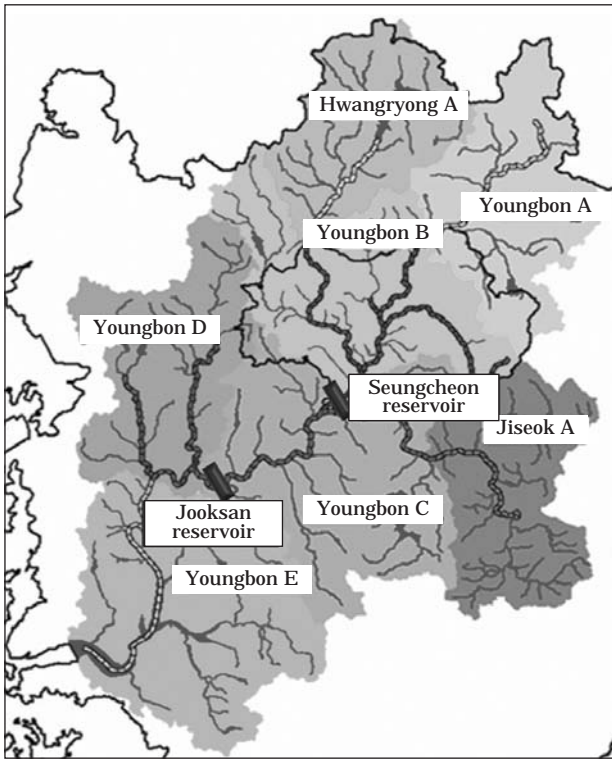 Hwangryong A
Youngbon A
Youngbon B
Youngbon D
Seungcheon
reservoir
Jiseok A
Jooksan
reservoir
Youngbon C
Youngbon E